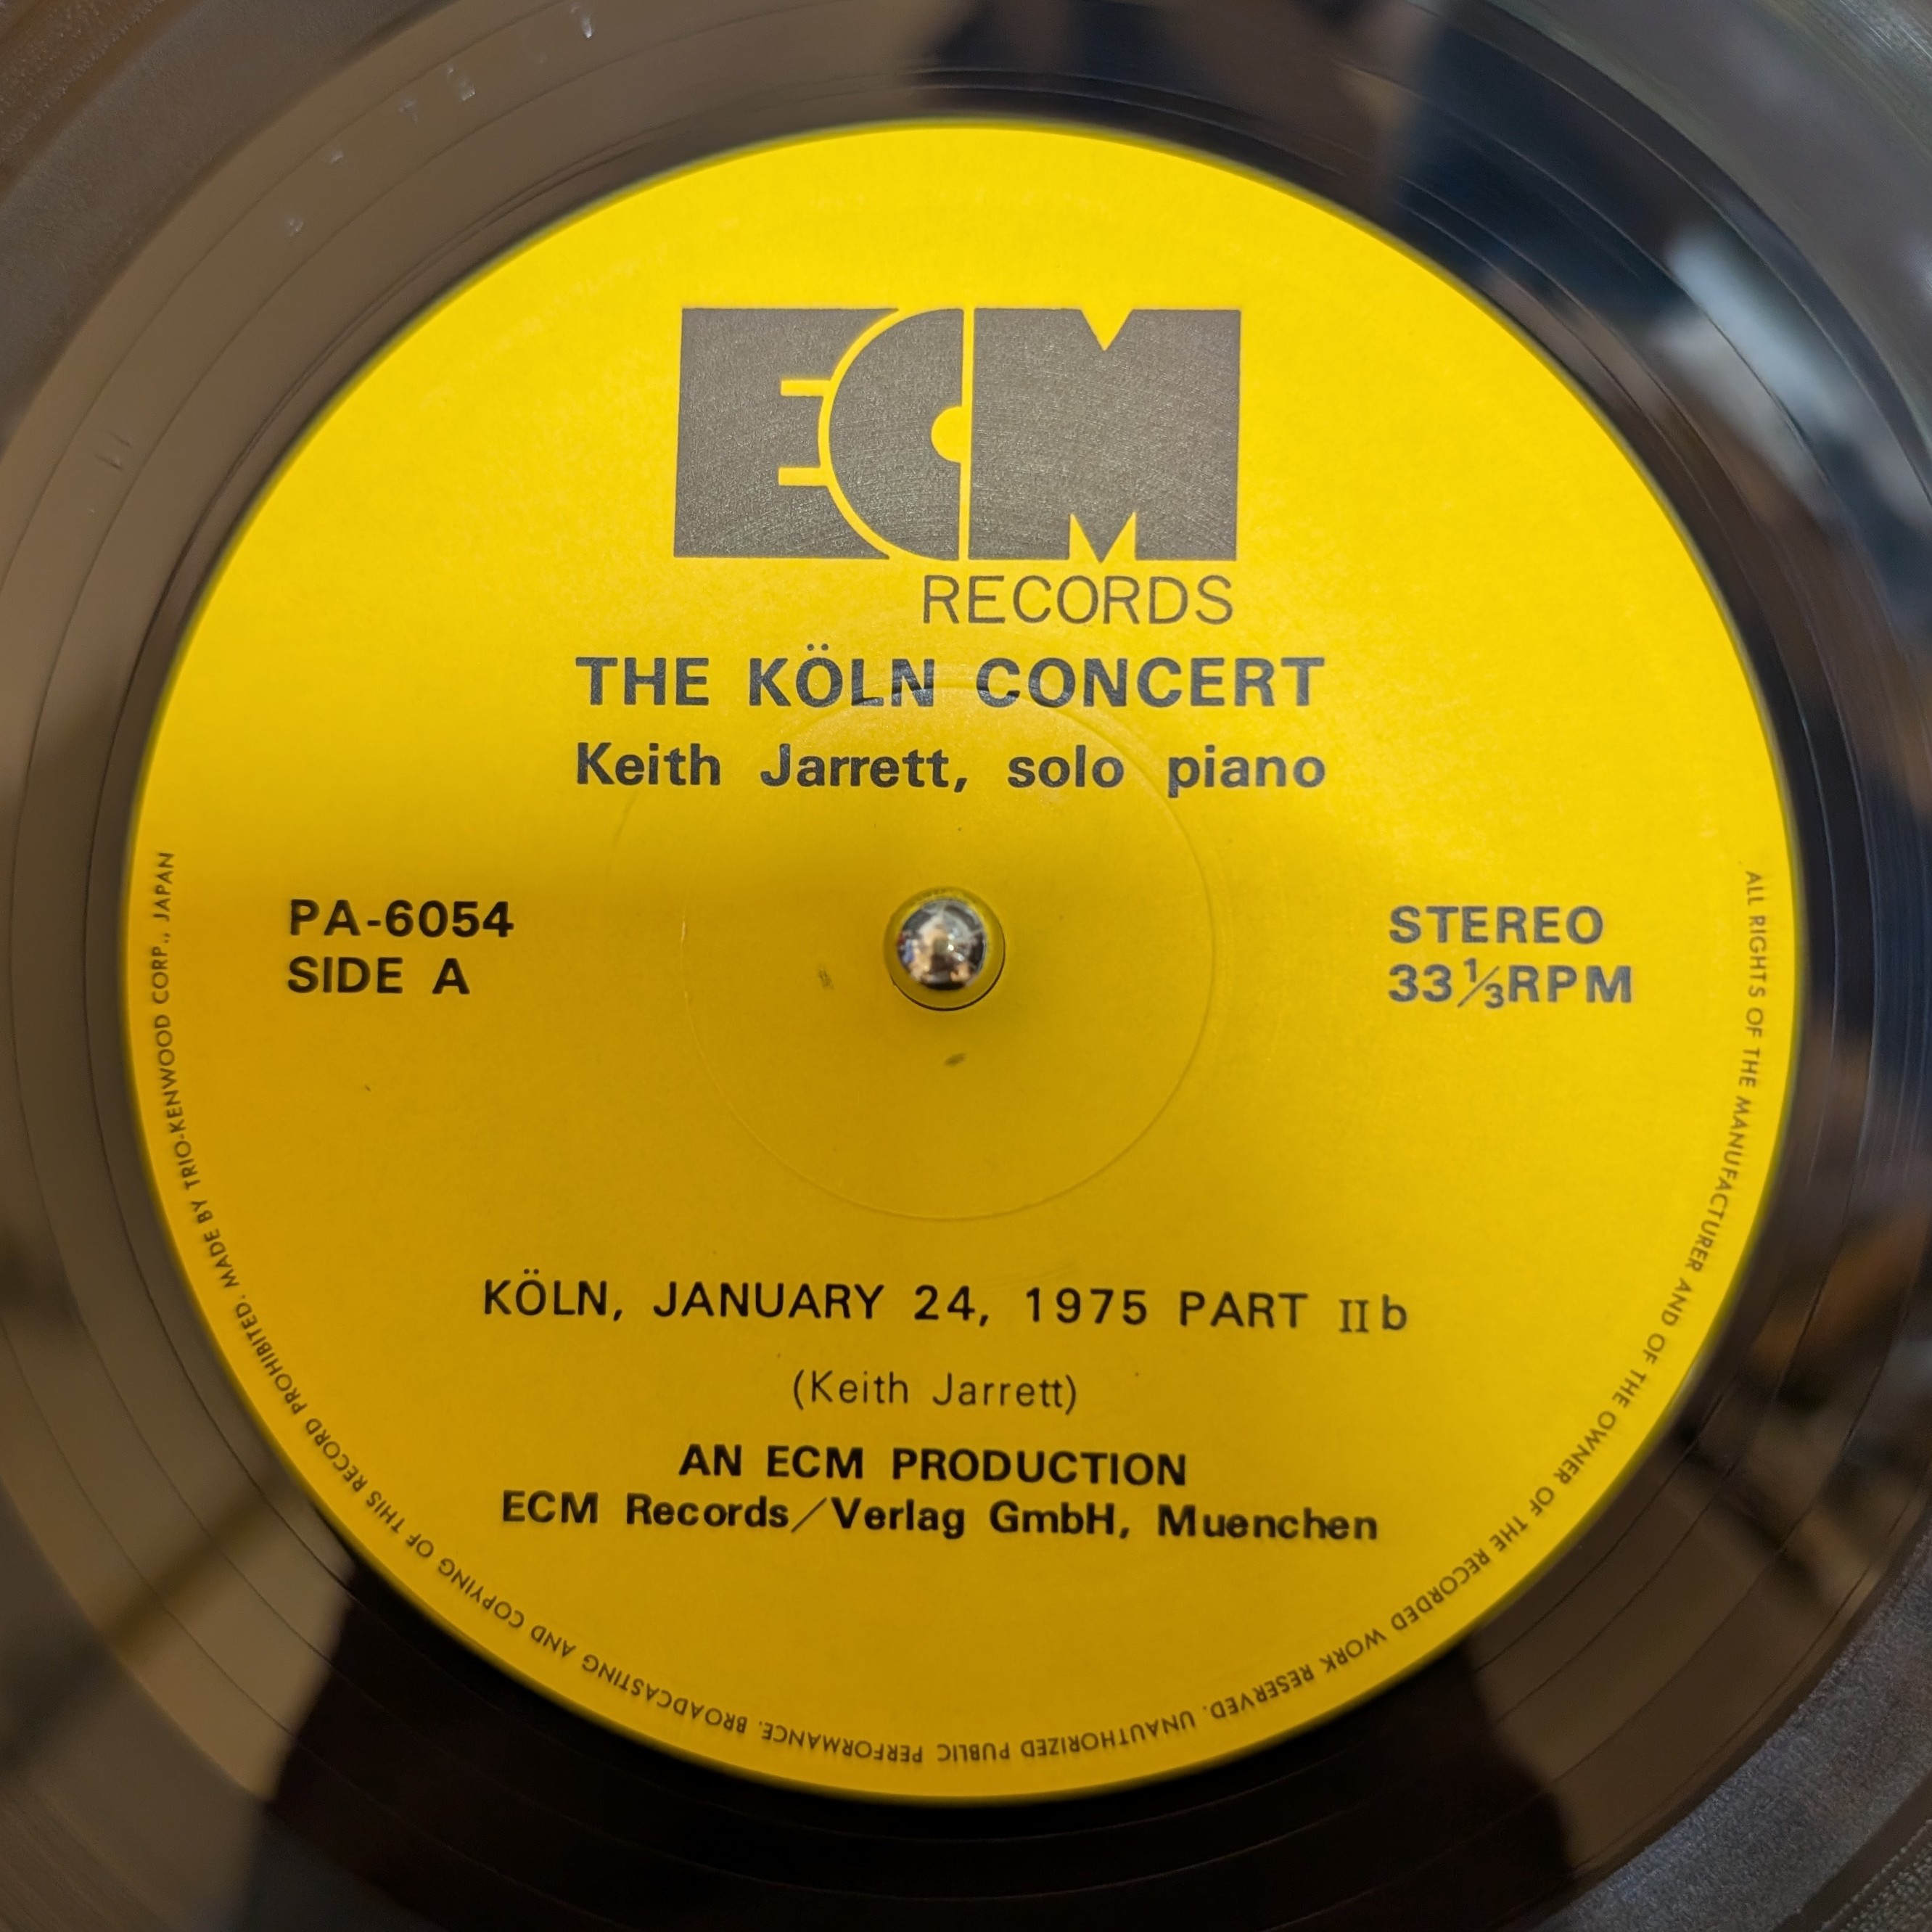 ECM
RECORDS
THE KÖLN CONCERT
Keith Jarrett, solo piano
PA-6054
SIDE A
STEREO
33⅓RPM
KÖLN, JANUARY 24, 1975 PART II b
(Keith Jarrett)
AN ECM PRODUCTION
ECM Records/Verlag GmbH, Muenchen
ALL RIGHTS OF THE MANUFACTURER AND OF THE OWNER OF THE RECORDED WORK RESERVED. UNAUTHORIZED PUBLIC PERFORMANCE. BROADCASTING AND COPYING OF THIS RECORD PROHIBITED. MADE BY TRIO-KENWOOD CORP., JAPAN